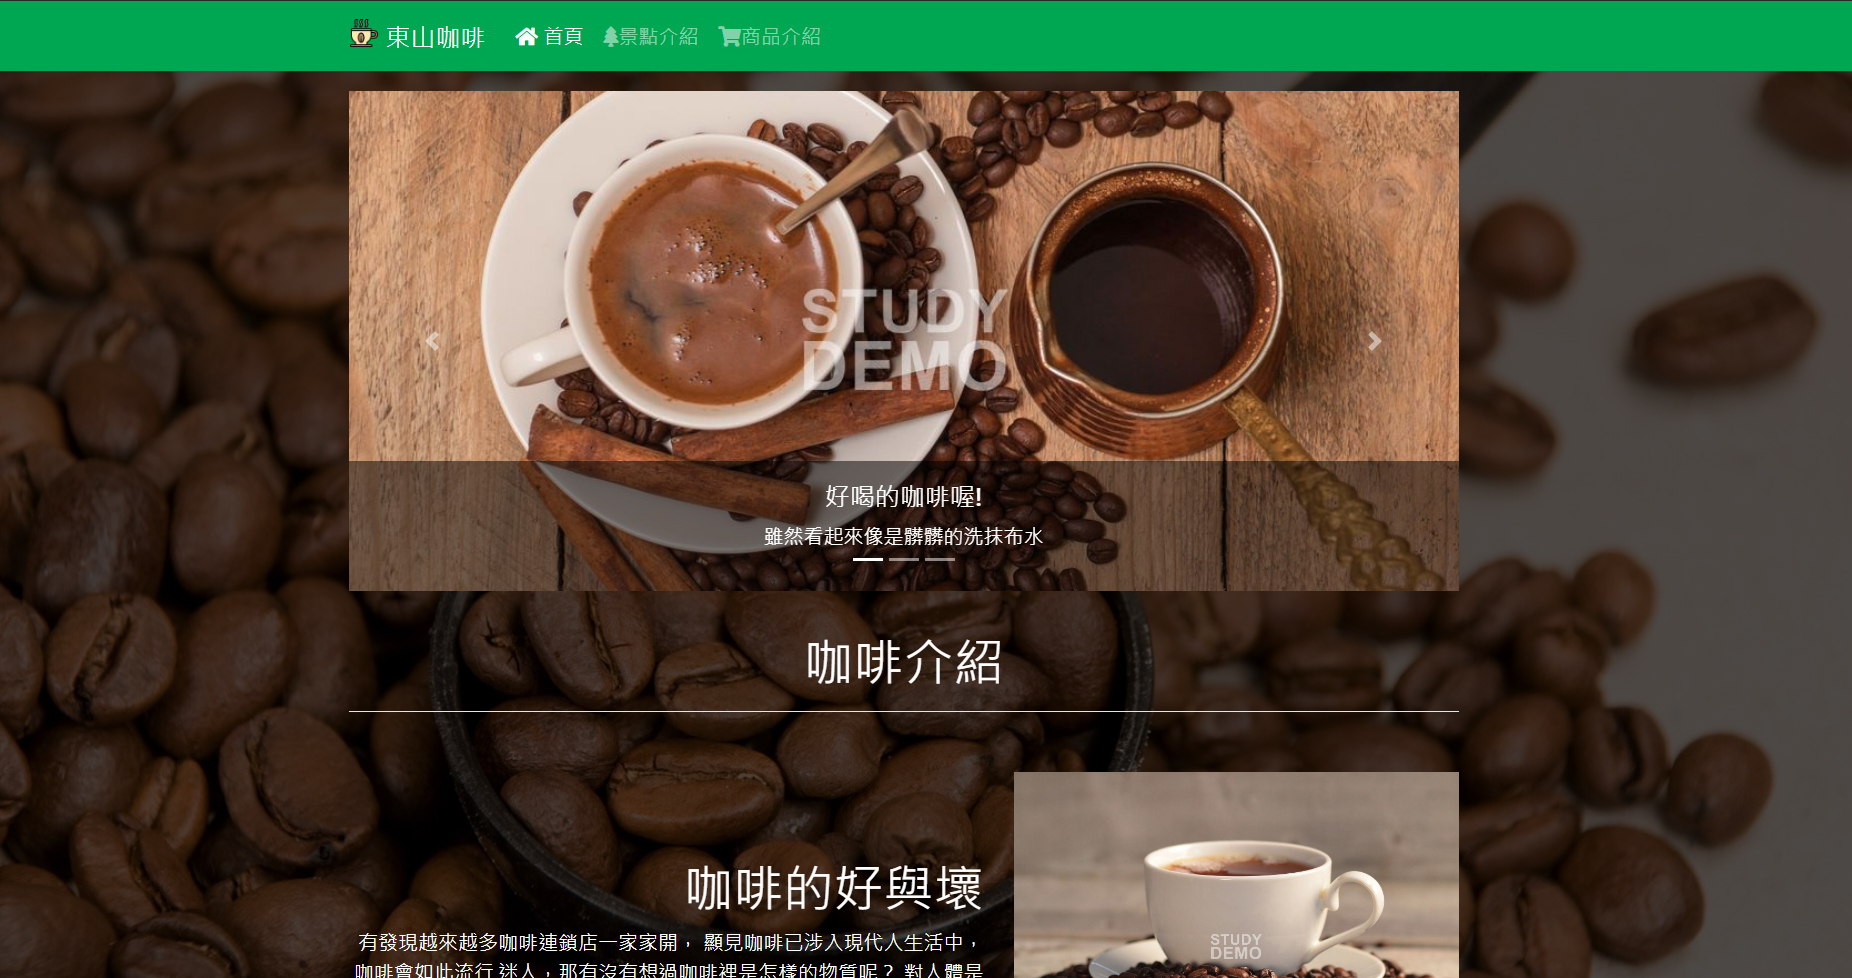 東山咖啡 首頁 景點介紹 商品介紹
STUDY
DEMO
好喝的咖啡喔!
雖然看起來像是髒髒的洗抹布水
咖啡介紹
咖啡的好與壞
有發現越來越多咖啡連鎖店一家家開， 顯見咖啡已涉入現代人生活中，
咖啡會如此流行 迷人，那有沒有想過咖啡裡是怎樣的物質呢？ 對人體是
STUDY
DEMO